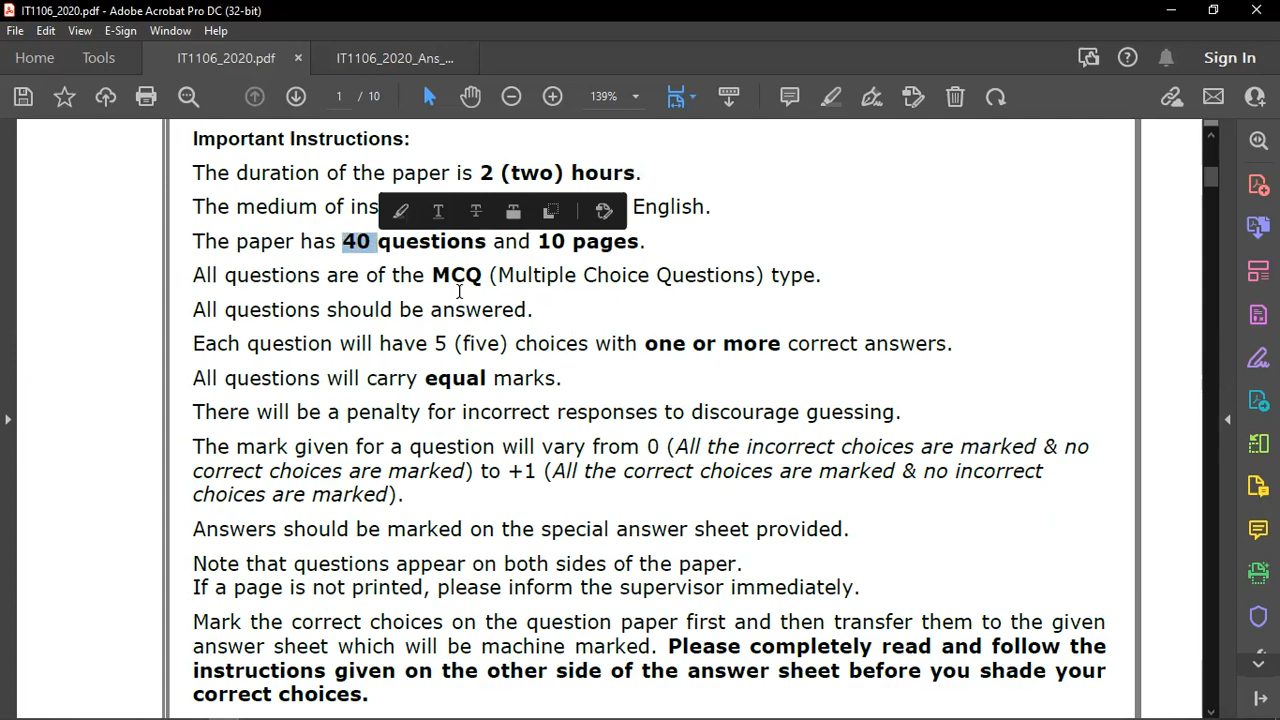 IT1106_2020.pdf - Adobe Acrobat Pro DC (32-bit)
File Edit View E-Sign Window Help
Home Tools IT1106_2020.pdf × IT1106_2020_Ans_... Sign In
1 / 10 139%
Important Instructions:
The duration of the paper is 2 (two) hours.
The medium of ins English.
The paper has 40 questions and 10 pages.
All questions are of the MCQ (Multiple Choice Questions) type.
All questions should be answered.
Each question will have 5 (five) choices with one or more correct answers.
All questions will carry equal marks.
There will be a penalty for incorrect responses to discourage guessing.
The mark given for a question will vary from 0 (All the incorrect choices are marked & no
correct choices are marked) to +1 (All the correct choices are marked & no incorrect
choices are marked).
Answers should be marked on the special answer sheet provided.
Note that questions appear on both sides of the paper.
If a page is not printed, please inform the supervisor immediately.
Mark the correct choices on the question paper first and then transfer them to the given
answer sheet which will be machine marked. Please completely read and follow the
instructions given on the other side of the answer sheet before you shade your
correct choices.